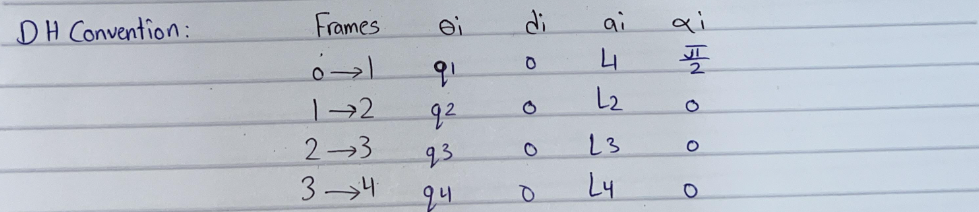 DH Convention: Frames θi di ai αi
0→1 q1 0 L1 π/2
1→2 q2 0 L2 0
2→3 q3 0 L3 0
3→4 q4 0 L4 0